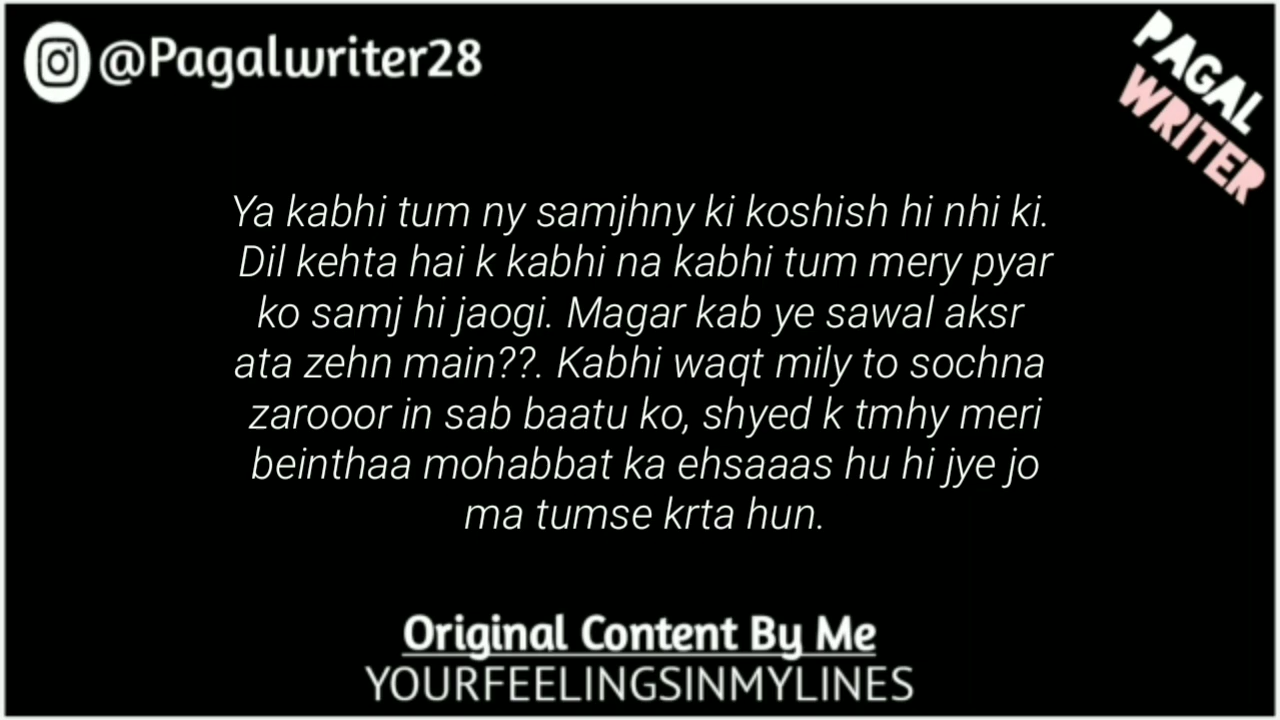 @Pagalwriter28
PAGAL
WRITER
Ya kabhi tum ny samjhny ki koshish hi nhi ki.
Dil kehta hai k kabhi na kabhi tum mery pyar
ko samj hi jaogi. Magar kab ye sawal aksr
ata zehn main??. Kabhi waqt mily to sochna
zarooor in sab baatu ko, shyed k tmhy meri
beinthaa mohabbat ka ehsaaas hu hi jye jo
ma tumse krta hun.
Original Content By Me
YOURFEELINGSINMYLINES